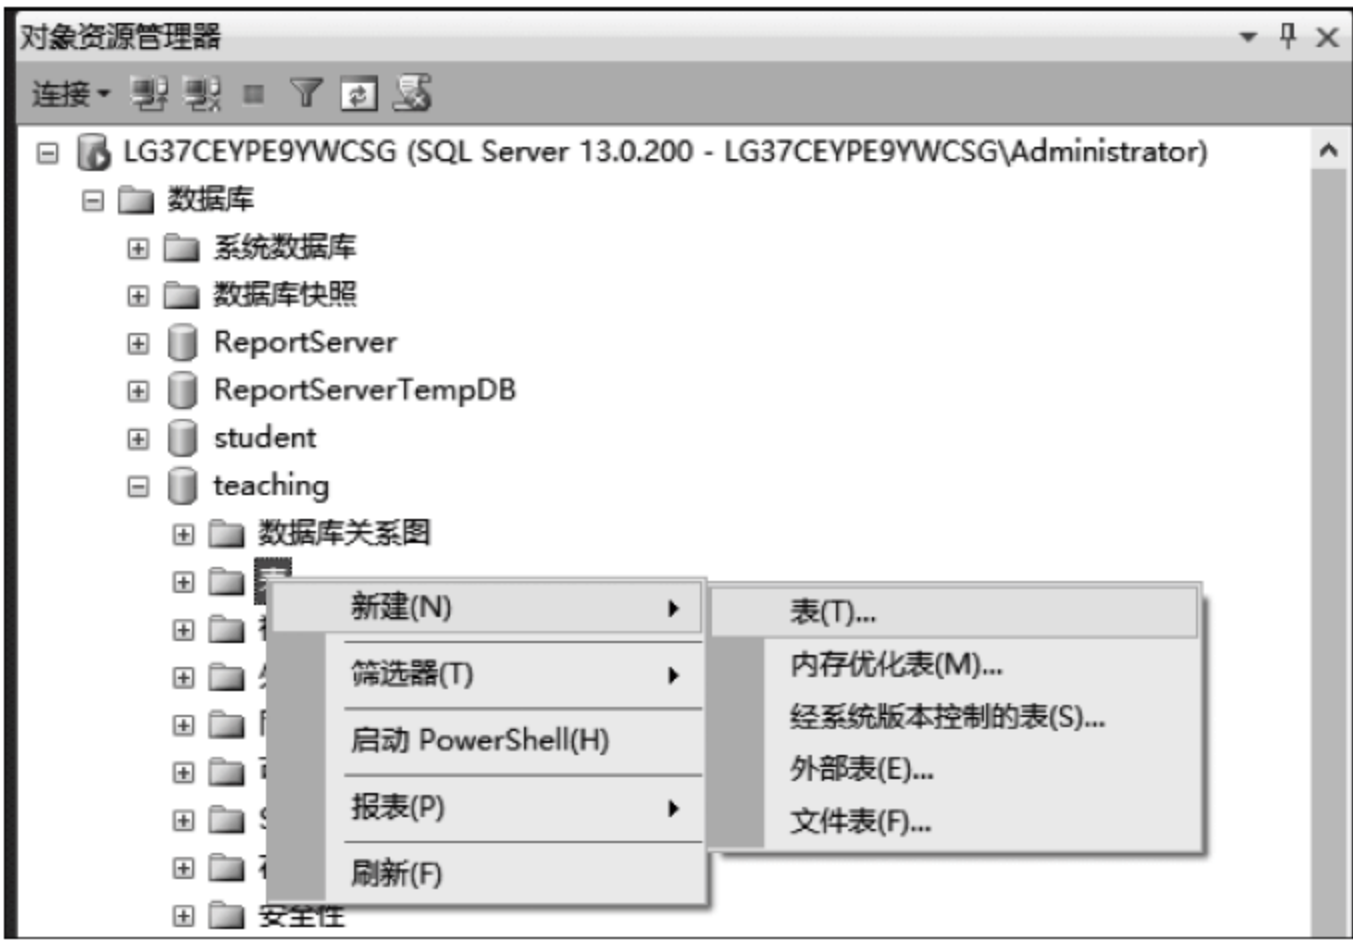 对象资源管理器
连接
LG37CEYPE9YWCSG (SQL Server 13.0.200 - LG37CEYPE9YWCSG\Administrator)
数据库
系统数据库
数据库快照
ReportServer
ReportServerTempDB
student
teaching
数据库关系图
新建(N)
表(T)...
内存优化表(M)...
筛选器(T)
经系统版本控制的表(S)...
启动 PowerShell(H)
外部表(E)...
报表(P)
文件表(F)...
刷新(F)
安全性